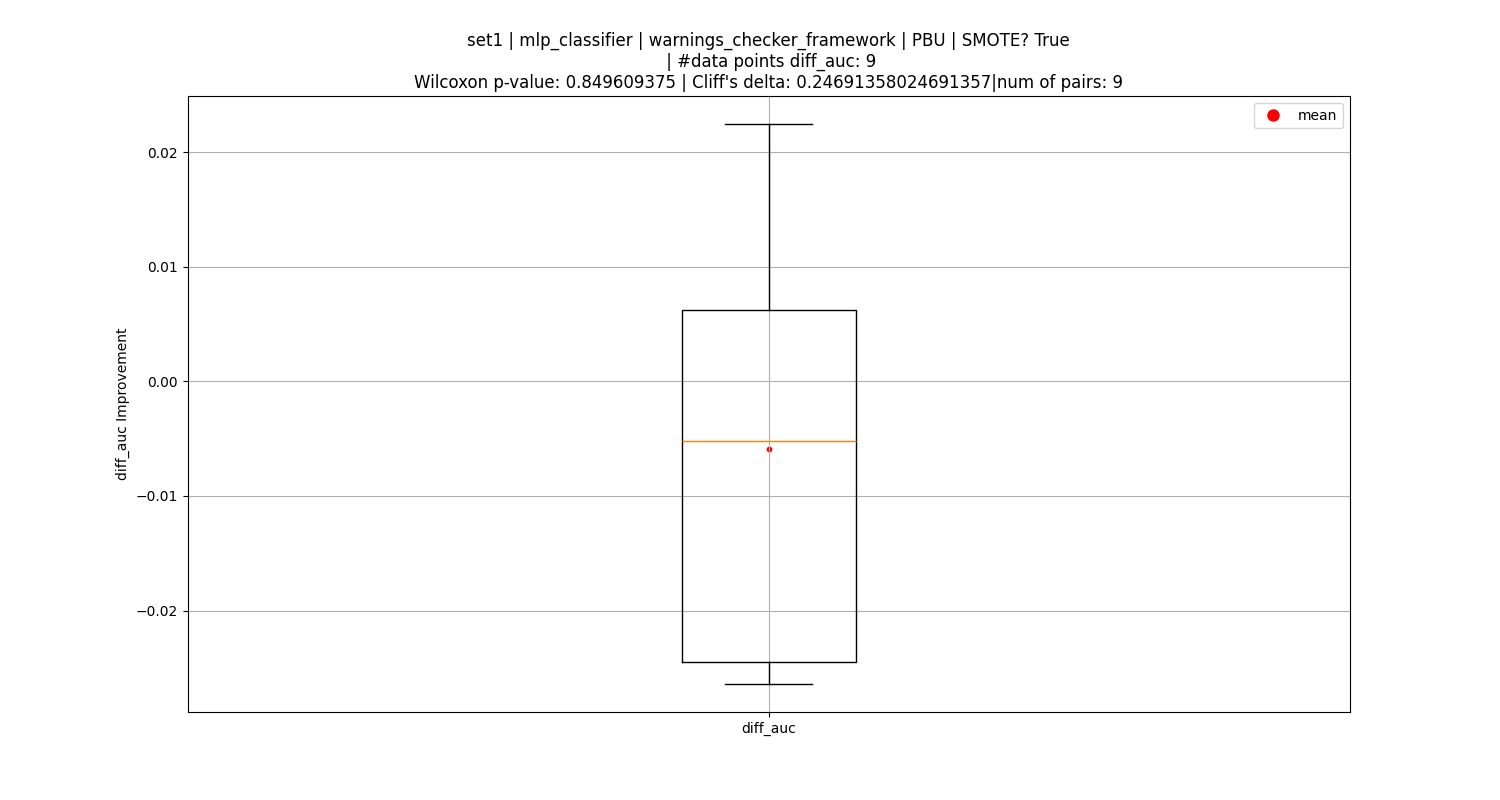 set1 | mlp_classifier | warnings_checker_framework | PBU | SMOTE? True
| #data points diff_auc: 9
Wilcoxon p-value: 0.849609375 | Cliff's delta: 0.24691358024691357|num of pairs: 9
mean
0.02
0.01
0.00
−0.01
−0.02
diff_auc Improvement
diff_auc